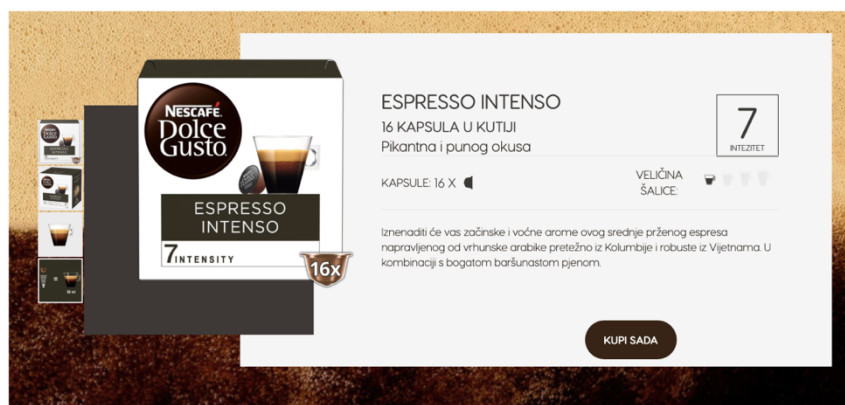 NESCAFÉ.
Dolce
Gusto
ESPRESSO
INTENSO
7 INTENSITY
16x
ESPRESSO INTENSO
16 KAPSULA U KUTIJI
Pikantna i punog okusa
7
INTEZITET
KAPSULE: 16 X
VELIČINA
ŠALICE:
Iznenaditi će vas začinske i voćne arome ovog srednje prženog espresa
napravljenog od vrhunske arabike pretežno iz Kolumbije i robuste iz Vijetnama. U
kombinaciji s bogatom baršunastom pjenom.
KUPI SADA